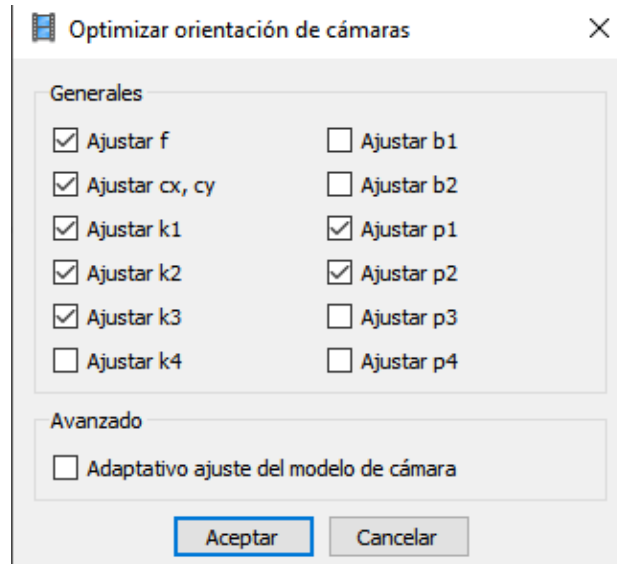 Optimizar orientación de cámaras
Generales
Ajustar f
Ajustar b1
Ajustar cx, cy
Ajustar b2
Ajustar k1
Ajustar p1
Ajustar k2
Ajustar p2
Ajustar k3
Ajustar p3
Ajustar k4
Ajustar p4
Avanzado
Adaptativo ajuste del modelo de cámara
Aceptar
Cancelar